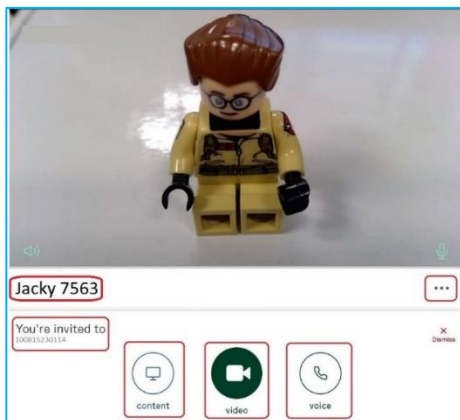 Jacky 7563
You're invited to
100815230114
Dismiss
content
video
voice